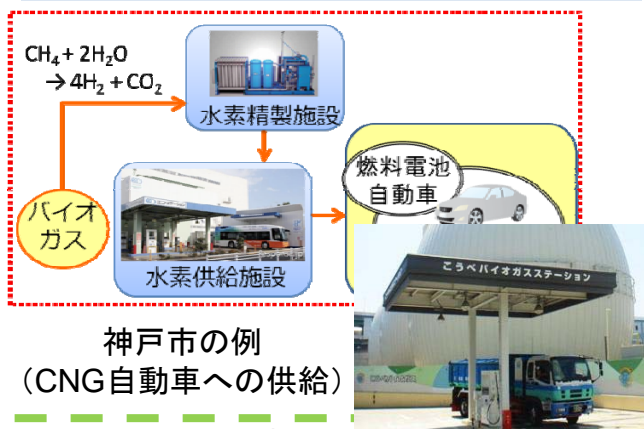 CH₄ + 2H₂O
→ 4H₂ + CO₂
水素精製施設
燃料電池
自動車
バイオ
ガス
水素供給施設
こうべバイオガスステーション
神戸市の例
（CNG自動車への供給）